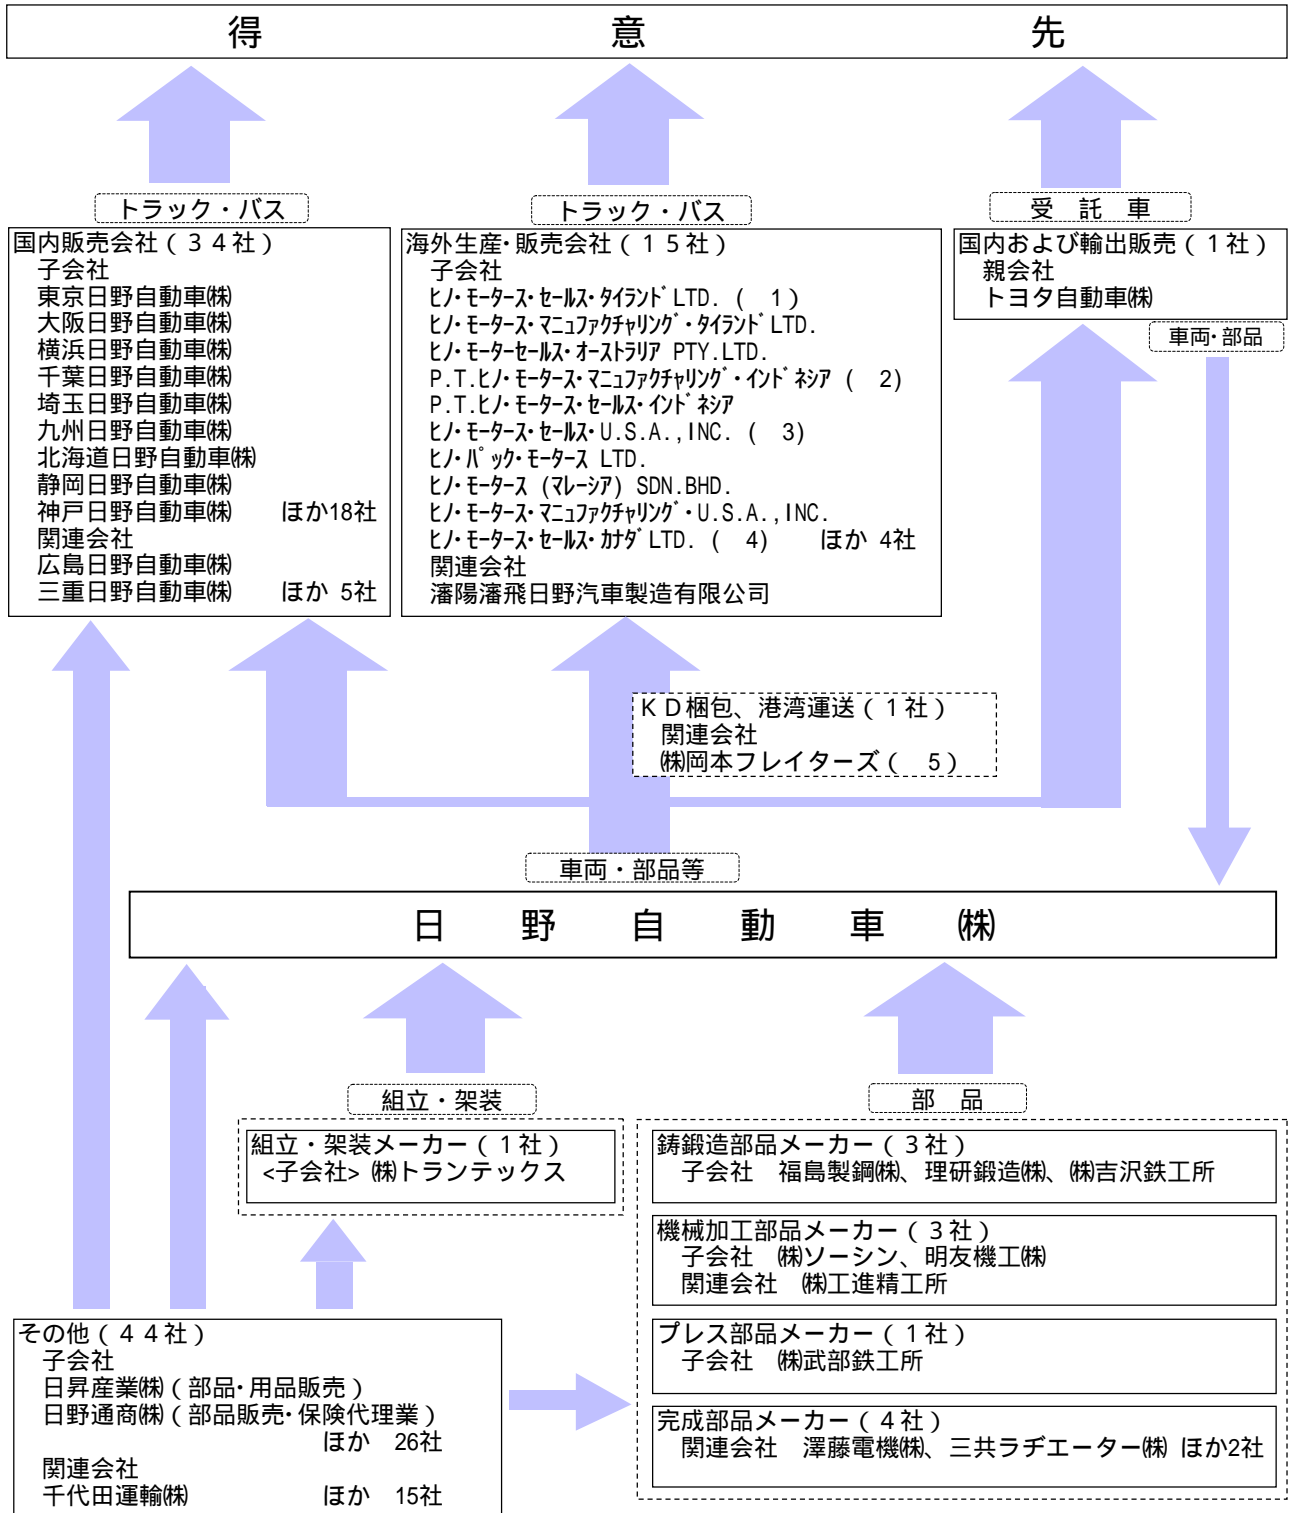 得 意 先
トラック・バス
国内販売会社(34社)
子会社
東京日野自動車㈱
大阪日野自動車㈱
横浜日野自動車㈱
千葉日野自動車㈱
埼玉日野自動車㈱
九州日野自動車㈱
北海道日野自動車㈱
静岡日野自動車㈱
神戸日野自動車㈱ ほか18社
関連会社
広島日野自動車㈱
三重日野自動車㈱ ほか 5社
トラック・バス
海外生産・販売会社(15社)
子会社
ﾋﾉ・ﾓｰﾀｰｽ・ｾｰﾙｽ・ﾀｲﾗﾝﾄﾞLTD. ( 1)
ﾋﾉ・ﾓｰﾀｰｽ・ﾏﾆｭﾌｧｸﾁｬﾘﾝｸﾞ・ﾀｲﾗﾝﾄﾞLTD.
ﾋﾉ・ﾓｰﾀｰｾｰﾙｽ・ｵｰｽﾄﾗﾘｱ PTY.LTD.
P.T.ﾋﾉ・ﾓｰﾀｰｽ・ﾏﾆｭﾌｧｸﾁｬﾘﾝｸﾞ・ｲﾝﾄﾞﾈｼｱ ( 2)
P.T.ﾋﾉ・ﾓｰﾀｰｽ・ｾｰﾙｽ・ｲﾝﾄﾞﾈｼｱ
ﾋﾉ・ﾓｰﾀｰｽ・ｾｰﾙｽ・U.S.A.,INC. ( 3)
ﾋﾉ・ﾊﾟｯｸ・ﾓｰﾀｰｽ LTD.
ﾋﾉ・ﾓｰﾀｰｽ (ﾏﾚｰｼｱ) SDN.BHD.
ﾋﾉ・ﾓｰﾀｰｽ・ﾏﾆｭﾌｧｸﾁｬﾘﾝｸﾞ・U.S.A.,INC.
ﾋﾉ・ﾓｰﾀｰｽ・ｾｰﾙｽ・ｶﾅﾀﾞLTD. ( 4) ほか 4社
関連会社
瀋陽瀋飛日野汽車製造有限公司
受 託 車
国内および輸出販売(1社)
親会社
トヨタ自動車㈱
車両・部品
KD梱包、港湾運送(1社)
関連会社
㈱岡本フレイターズ( 5)
車両・部品等
日 野 自 動 車 ㈱
組立・架装
組立・架装メーカー(1社)
<子会社> ㈱トランテックス
部 品
鋳鍛造部品メーカー(3社)
子会社 福島製鋼㈱、理研鍛造㈱、㈱吉沢鉄工所
機械加工部品メーカー(3社)
子会社 ㈱ソーシン、明友機工㈱
関連会社 ㈱工進精工所
プレス部品メーカー(1社)
子会社 ㈱武部鉄工所
完成部品メーカー(4社)
関連会社 澤藤電機㈱、三共ラヂエーター㈱ ほか2社
その他(44社)
子会社
日昇産業㈱(部品・用品販売)
日野通商㈱(部品販売・保険代理業)
ほか 26社
関連会社
千代田運輸㈱ ほか 15社